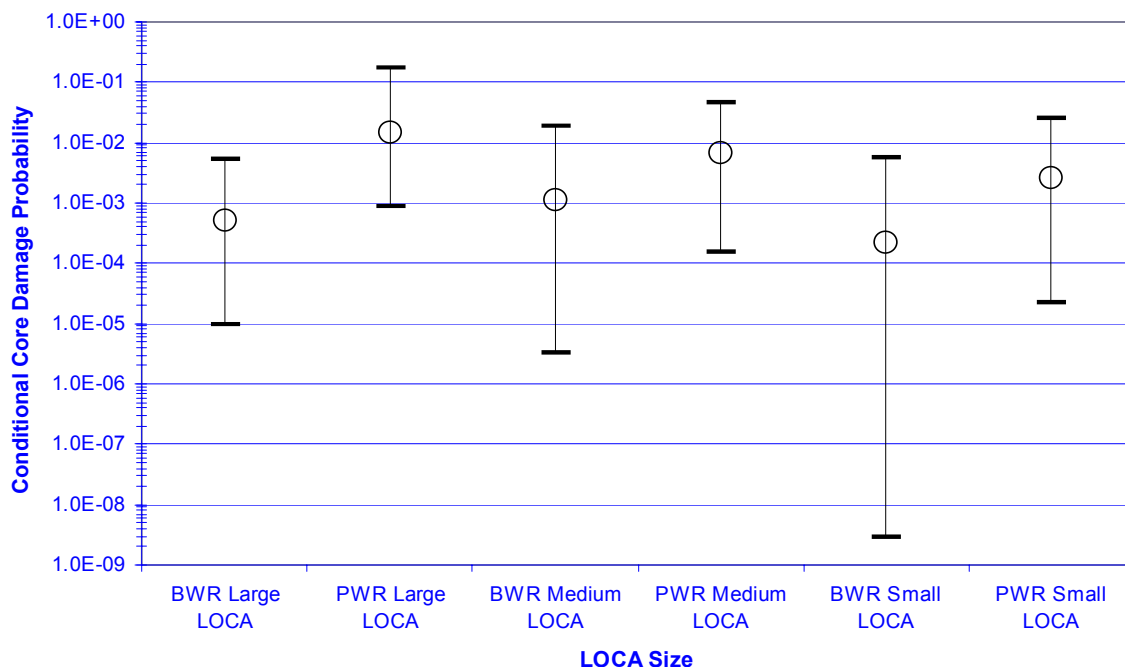 Conditional Core Damage Probability
1.0E+00
1.0E-01
1.0E-02
1.0E-03
1.0E-04
1.0E-05
1.0E-06
1.0E-07
1.0E-08
1.0E-09
BWR Large
LOCA
PWR Large
LOCA
BWR Medium
LOCA
PWR Medium
LOCA
BWR Small
LOCA
PWR Small
LOCA
LOCA Size